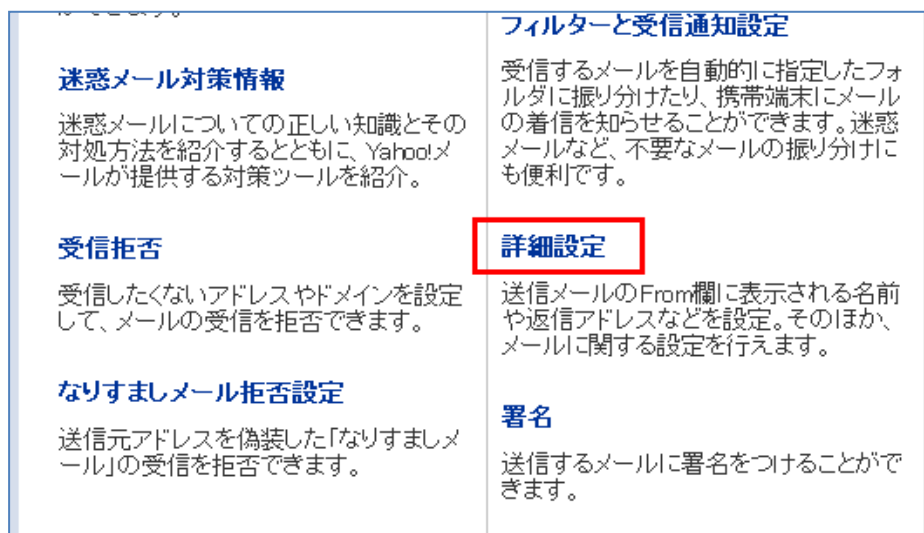 迷惑メール対策情報
迷惑メールについての正しい知識とその
対処方法を紹介するとともに、Yahoo!メ
ールが提供する対策ツールを紹介。
受信拒否
受信したくないアドレスやドメインを設定
して、メールの受信を拒否できます。
なりすましメール拒否設定
送信元アドレスを偽装した「なりすましメ
ール」の受信を拒否できます。
フィルターと受信通知設定
受信するメールを自動的に指定したフォ
ルダに振り分けたり、携帯端末にメール
の着信を知らせることができます。迷惑
メールなど、不要なメールの振り分けに
も便利です。
詳細設定
送信メールのFrom欄に表示される名前
や返信アドレスなどを設定。そのほか、
メールに関する設定を行えます。
署名
送信するメールに署名をつけることがで
きます。